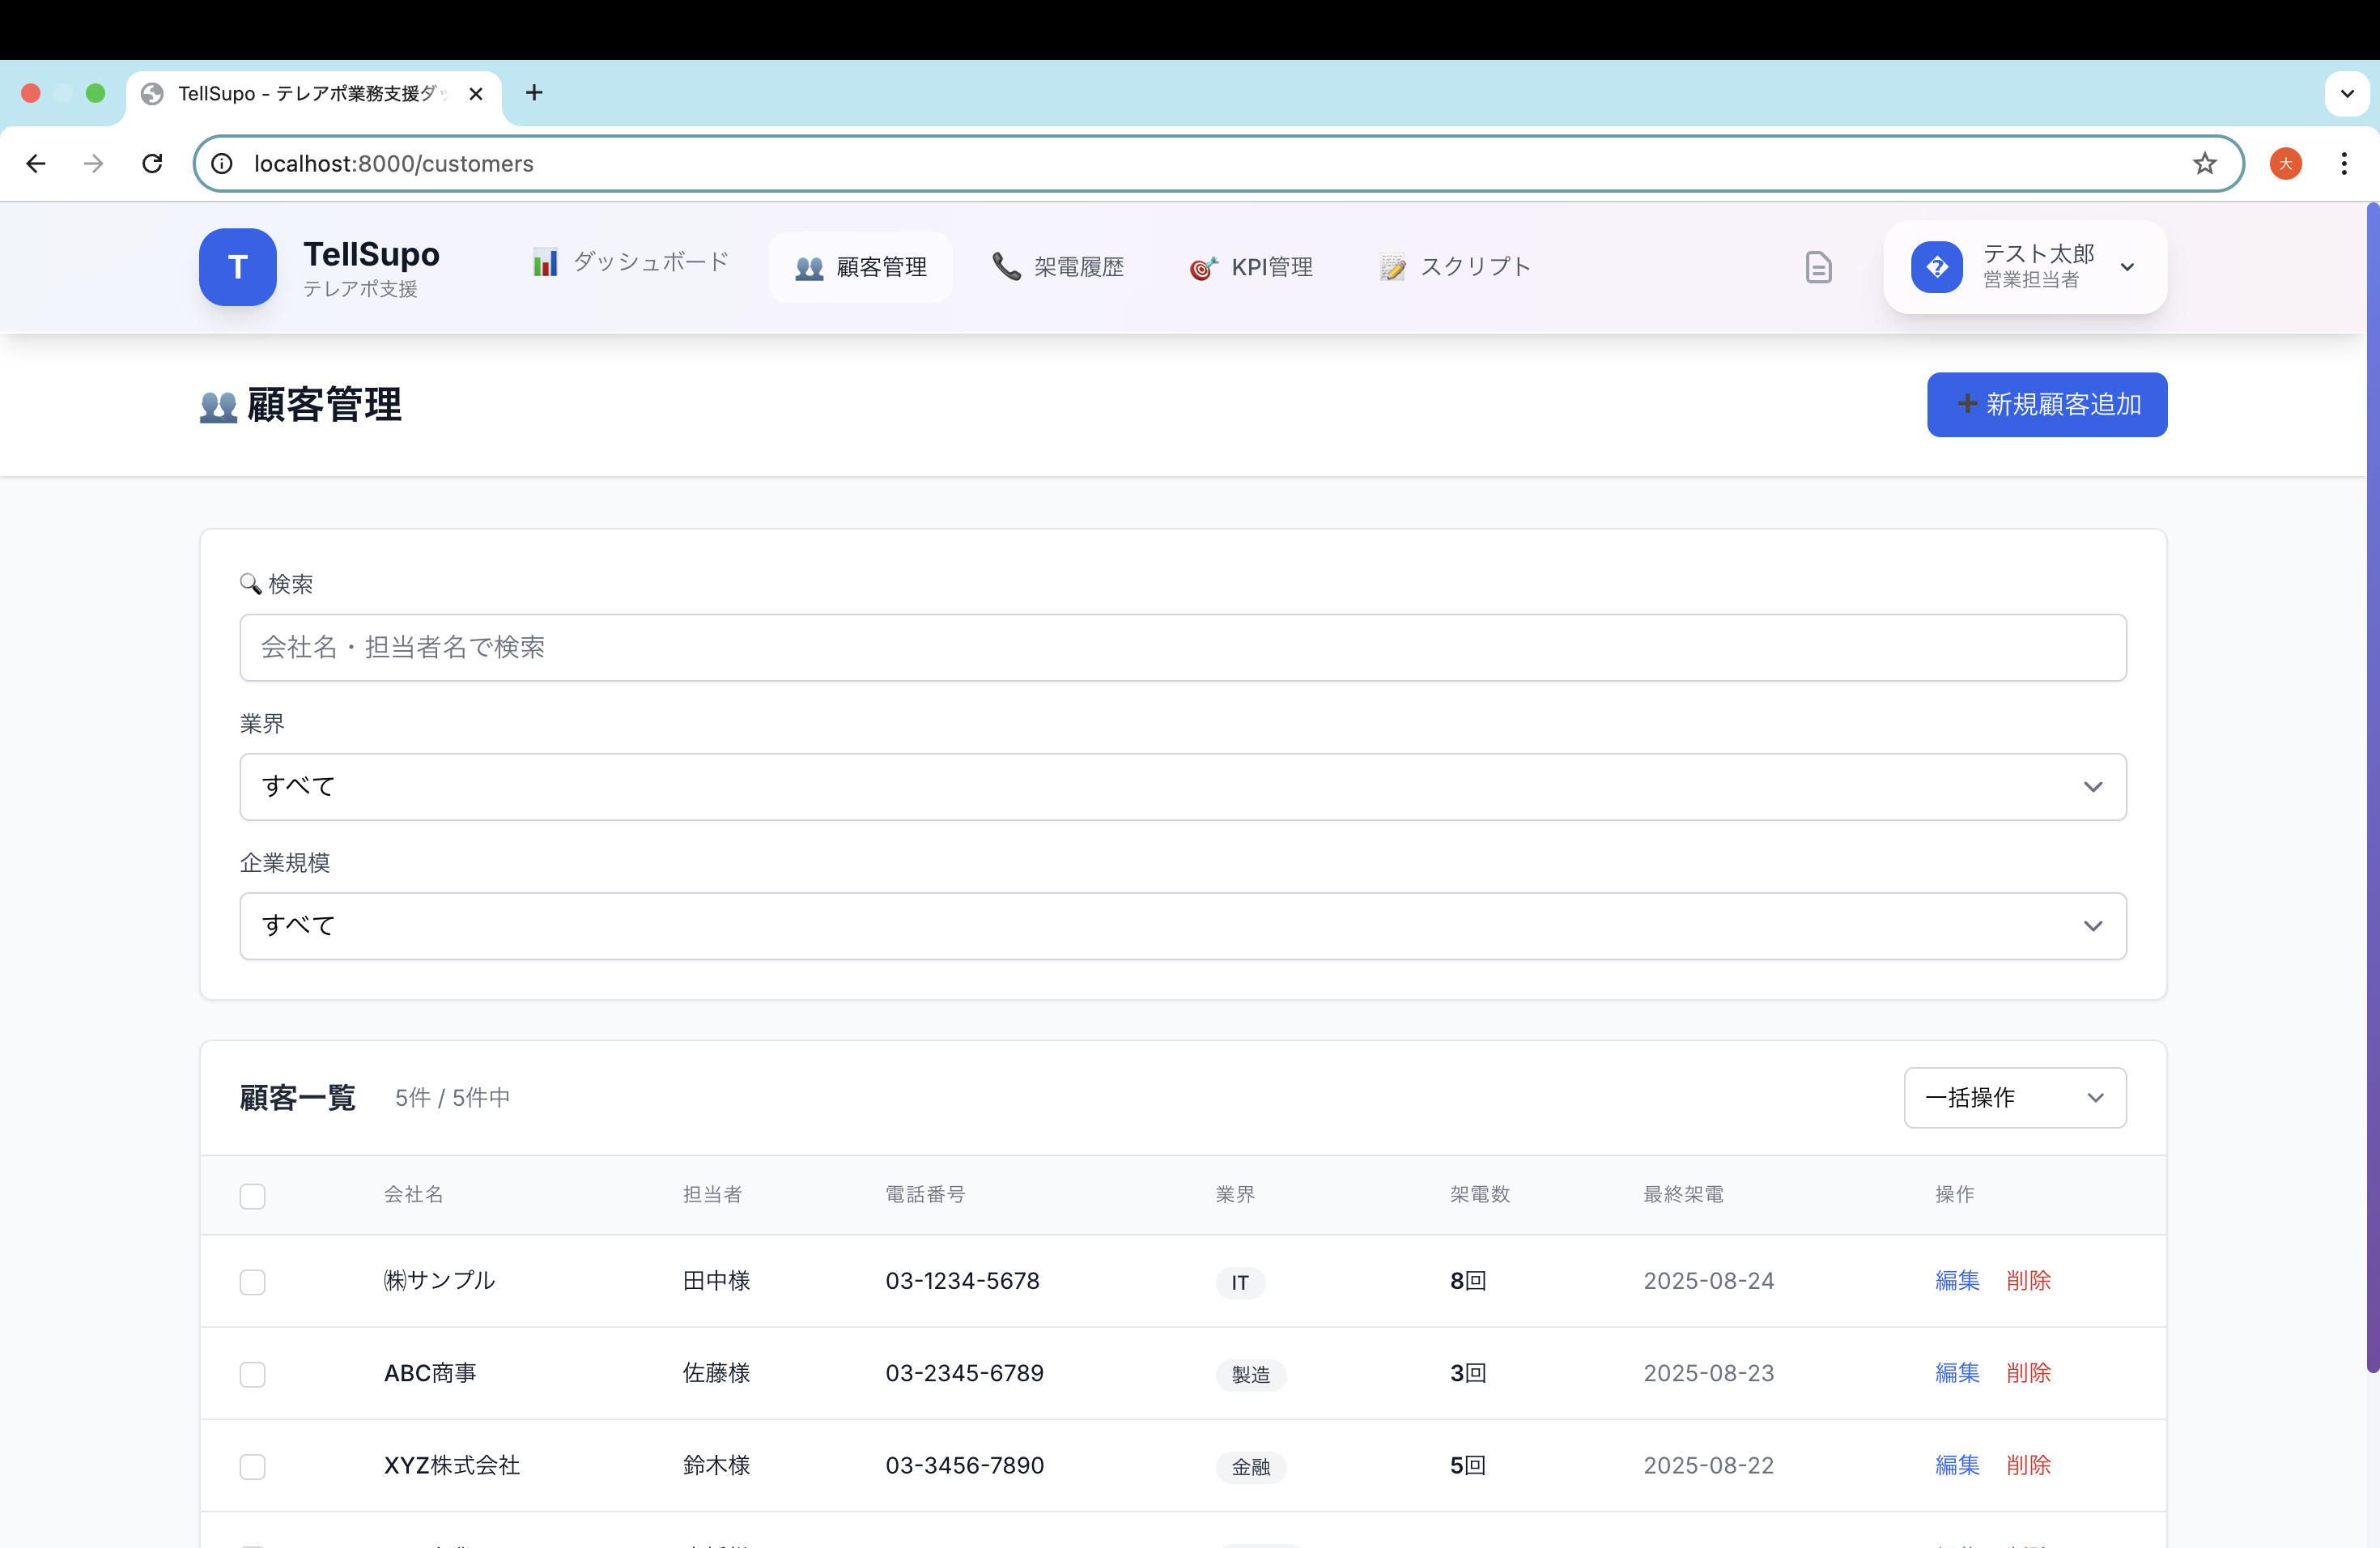 TellSupo - テレアポ業務支援ダッ
localhost:8000/customers
大
T
TellSupo
テレアポ支援
ダッシュボード
顧客管理
架電履歴
KPI管理
スクリプト
テスト太郎
営業担当者
顧客管理
新規顧客追加
検索
会社名・担当者名で検索
業界
すべて
企業規模
すべて
顧客一覧 5件 / 5件中
一括操作
会社名 担当者 電話番号 業界 架電数 最終架電 操作
㈱サンプル 田中様 03-1234-5678 IT 8回 2025-08-24 編集 削除
ABC商事 佐藤様 03-2345-6789 製造 3回 2025-08-23 編集 削除
XYZ株式会社 鈴木様 03-3456-7890 金融 5回 2025-08-22 編集 削除